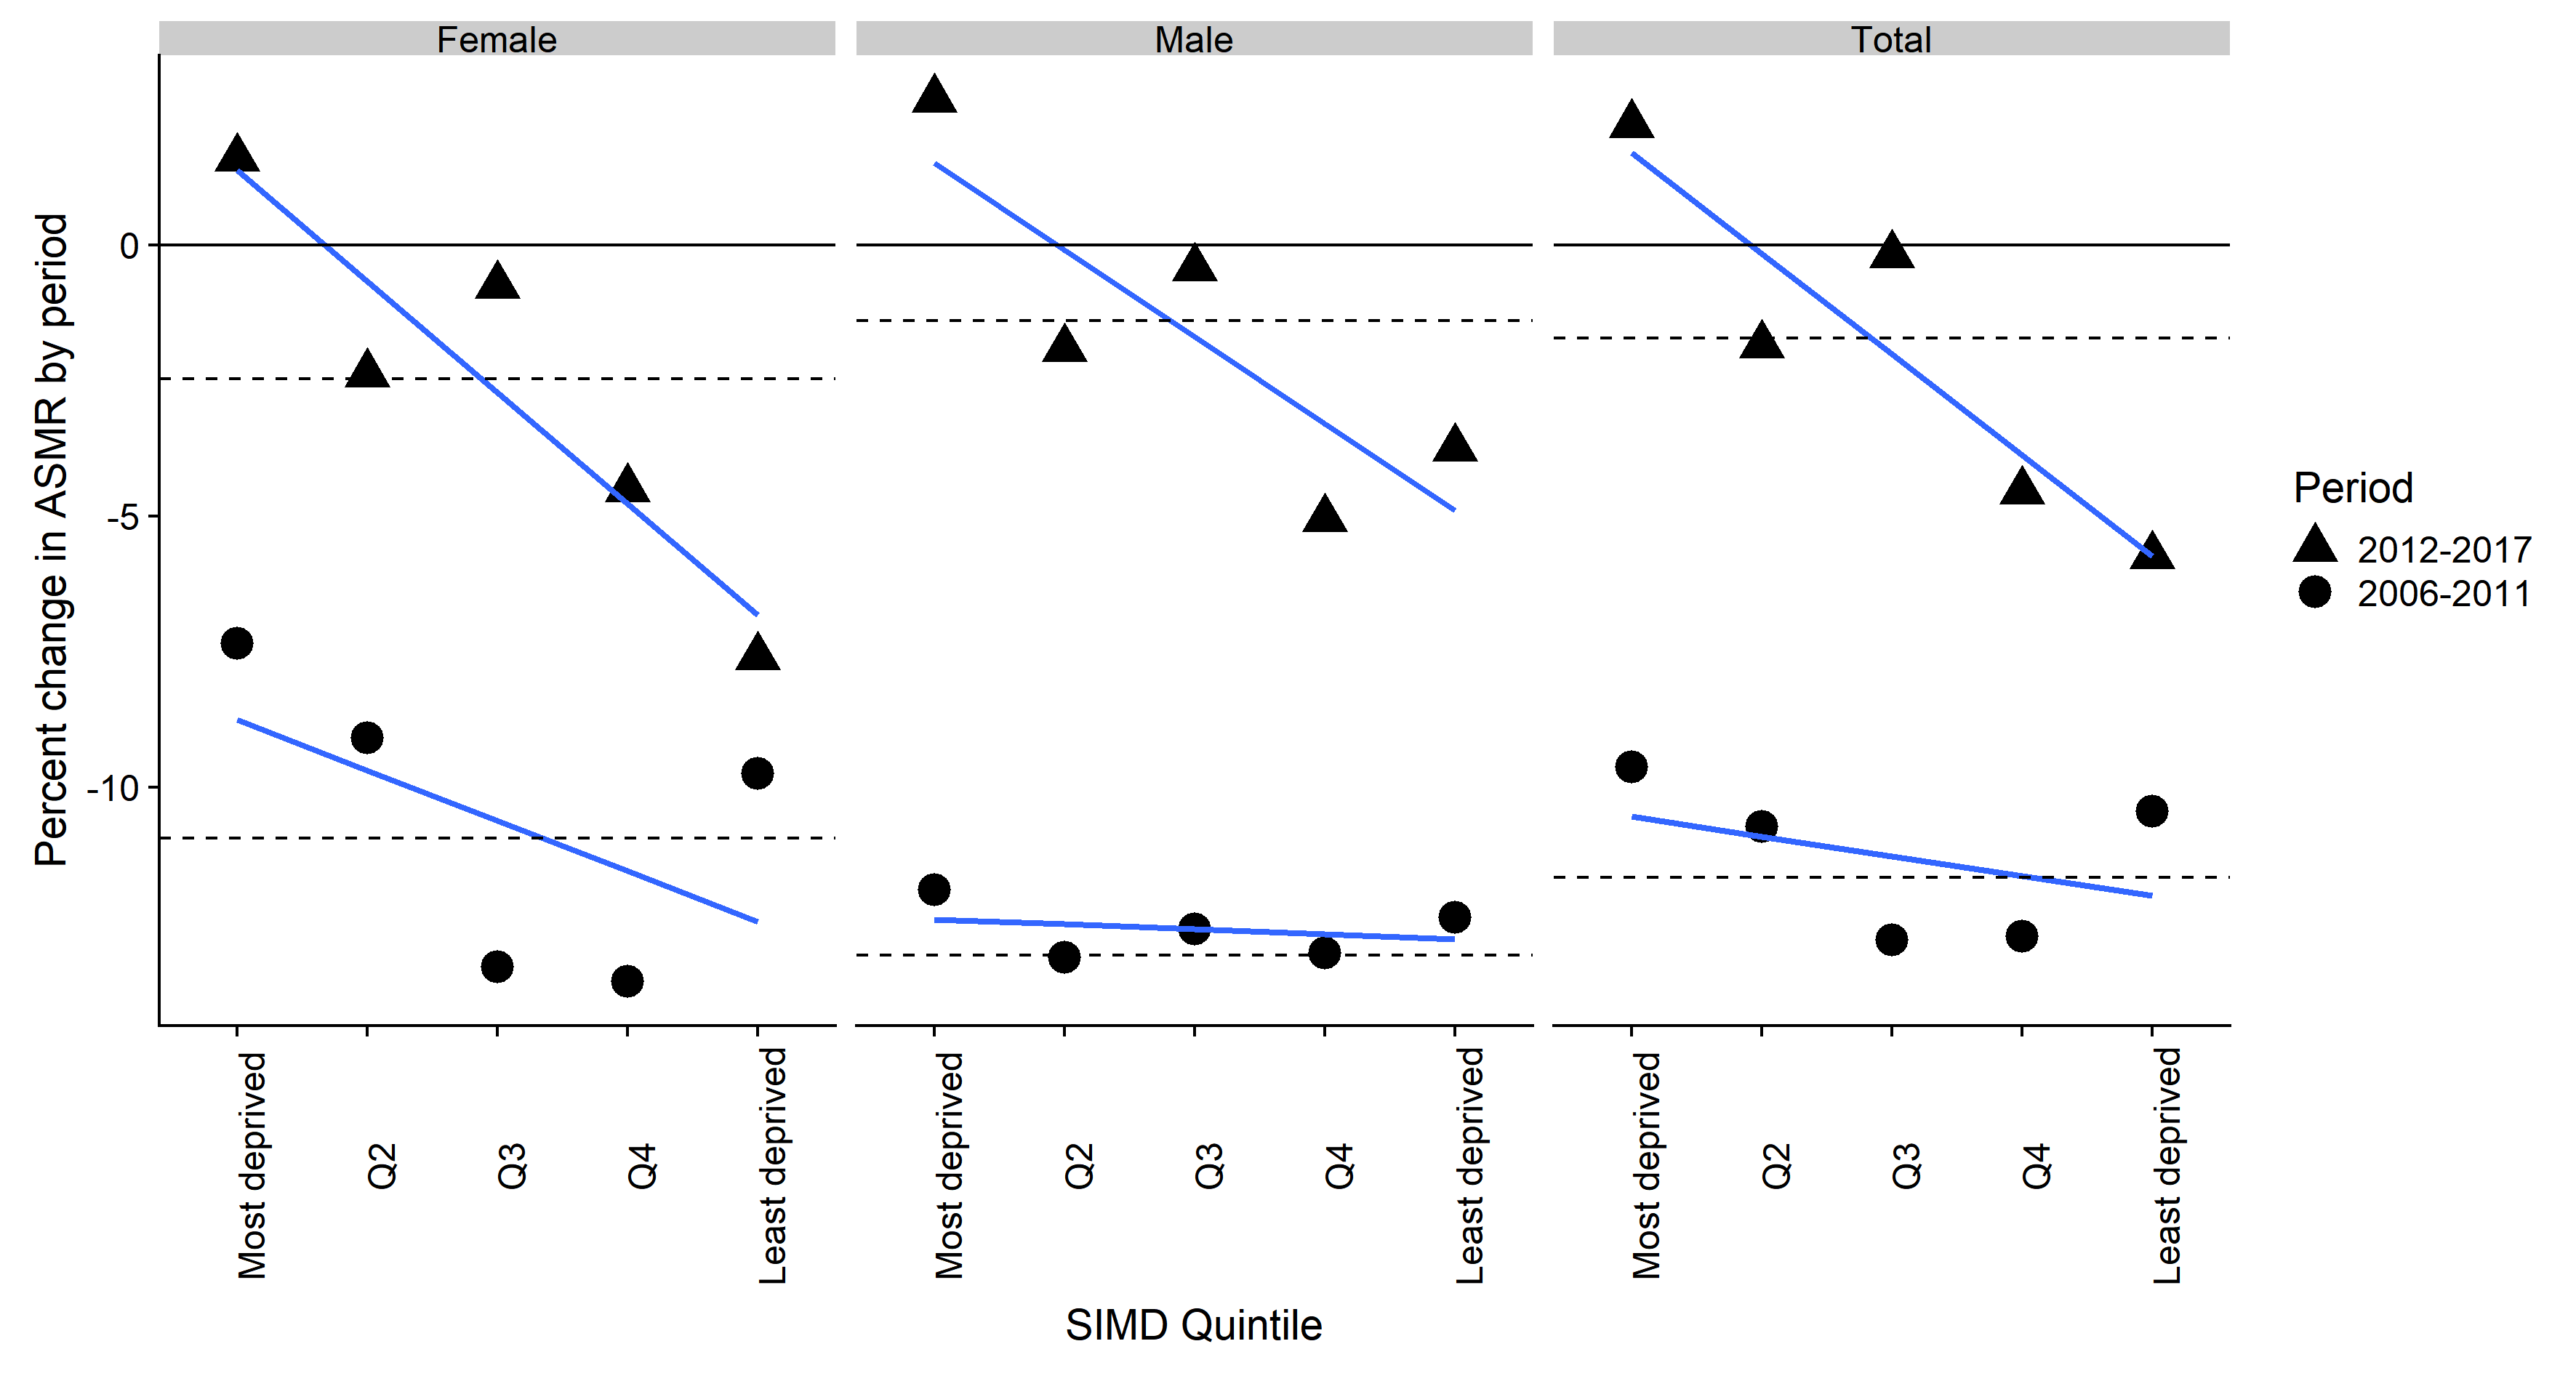 Female
Male
Total
Percent change in ASMR by period
0
-5
-10
Most deprived
Q2
Q3
Q4
Least deprived
Most deprived
Q2
Q3
Q4
Least deprived
Most deprived
Q2
Q3
Q4
Least deprived
SIMD Quintile
Period
2012-2017
2006-2011